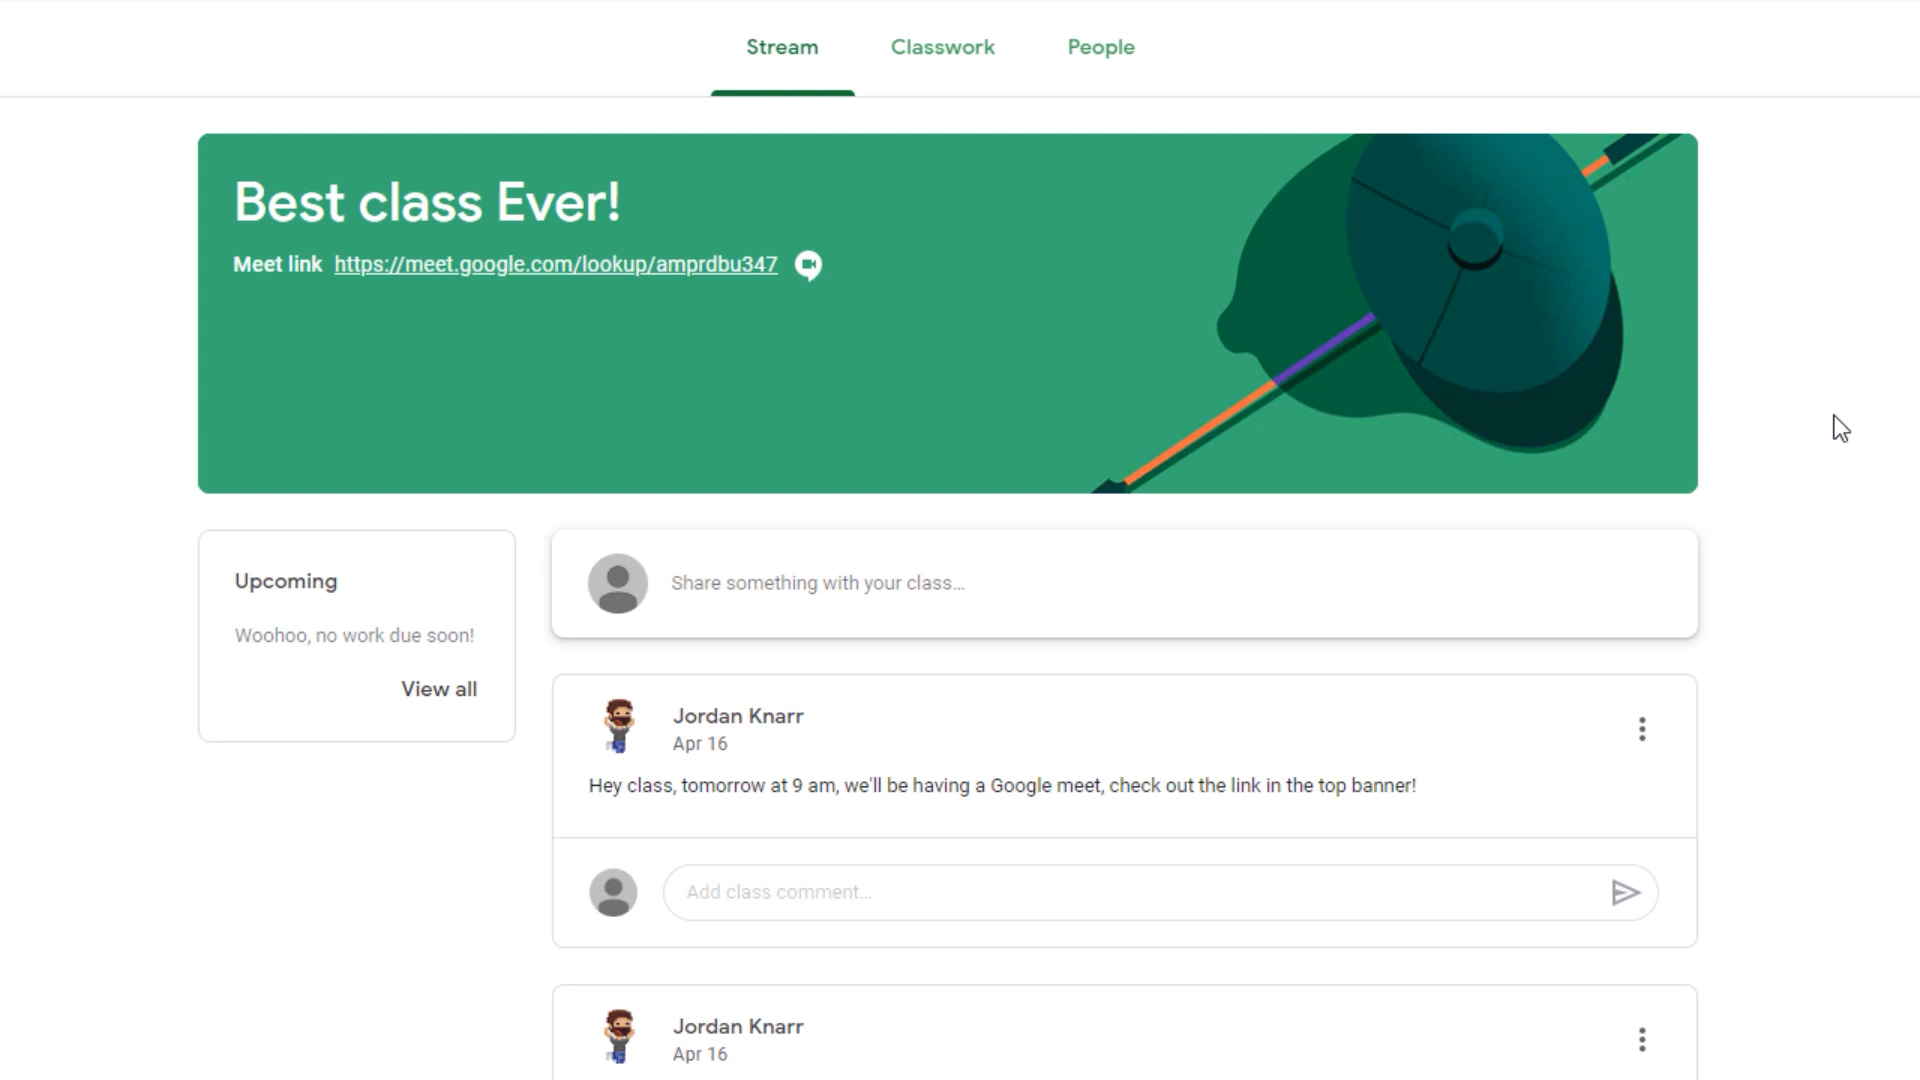 Stream
Classwork
People
Best class Ever!
Meet link https://meet.google.com/lookup/amprdbu347
Upcoming
Woohoo, no work due soon!
View all
Share something with your class...
Jordan Knarr
Apr 16
Hey class, tomorrow at 9 am, we'll be having a Google meet, check out the link in the top banner!
Add class comment...
Jordan Knarr
Apr 16